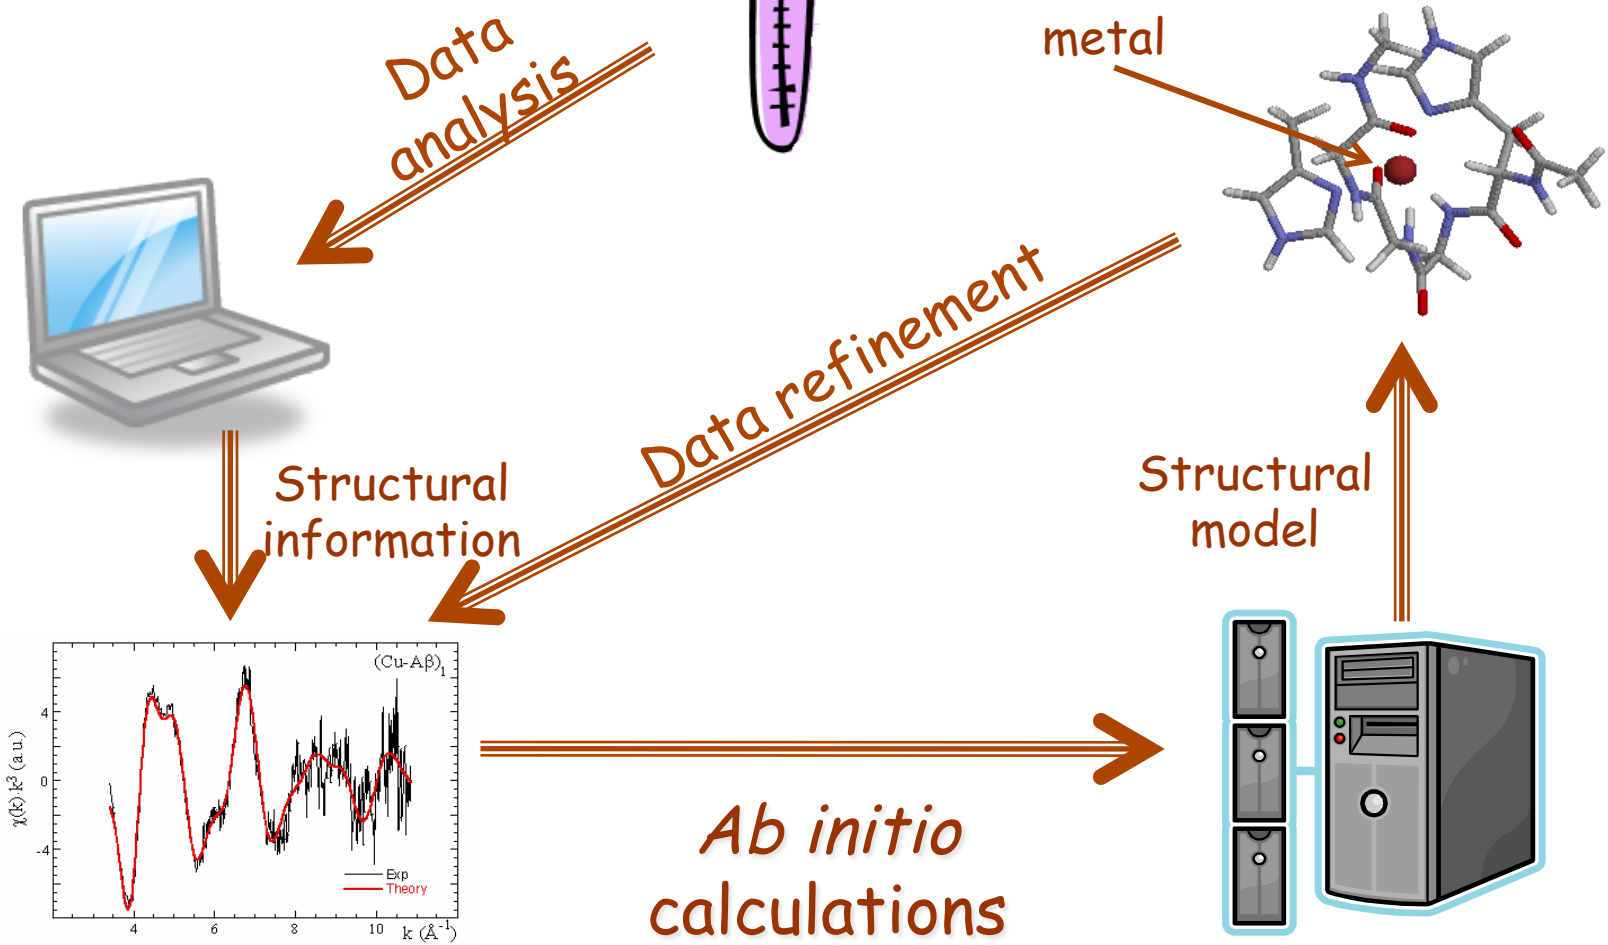 Data
analysis
metal
Data refinement
Structural
information
Structural
model
(Cu-Aβ)₁
χ(k)·k³ (a.u.)
4
0
-4
Exp
Theory
4
6
8
10
k (Å⁻¹)
Ab initio
calculations